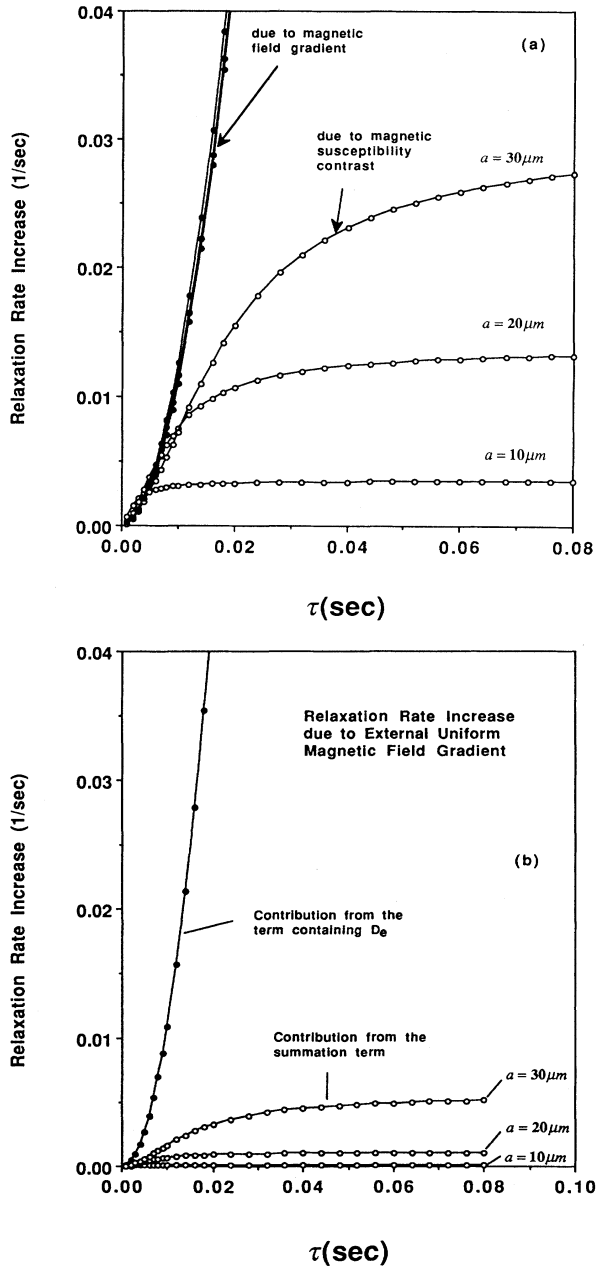 0.04
due to magnetic
field gradient
(a)
0.03
due to magnetic
susceptibility
contrast
a = 30μm
0.02
a = 20μm
0.01
a = 10μm
0.00
0.00 0.02 0.04 0.06 0.08
Relaxation Rate Increase (1/sec)
τ(sec)
0.04
Relaxation Rate Increase
due to External Uniform
Magnetic Field Gradient
0.03
(b)
Contribution from the
term containing De
0.02
0.01
Contribution from the
summation term
a = 30μm
a = 20μm
a = 10μm
0.00
0.00 0.02 0.04 0.06 0.08 0.10
Relaxation Rate Increase (1/sec)
τ(sec)